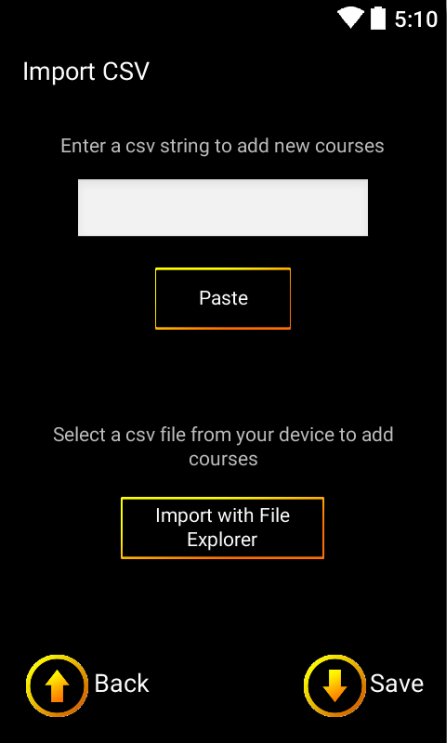 5:10
Import CSV
Enter a csv string to add new courses
Paste
Select a csv file from your device to add
courses
Import with File
Explorer
Back
Save